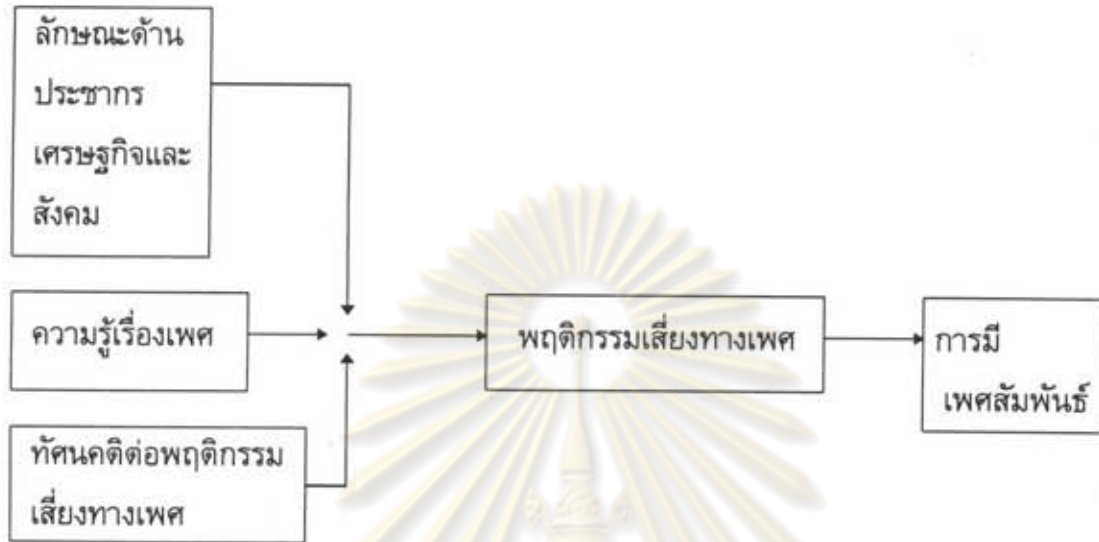 ลักษณะด้าน
ประชากร
เศรษฐกิจและ
สังคม
ความรู้เรื่องเพศ
ทัศนคติต่อพฤติกรรม
เสี่ยงทางเพศ
พฤติกรรมเสี่ยงทางเพศ
การมี
เพศสัมพันธ์